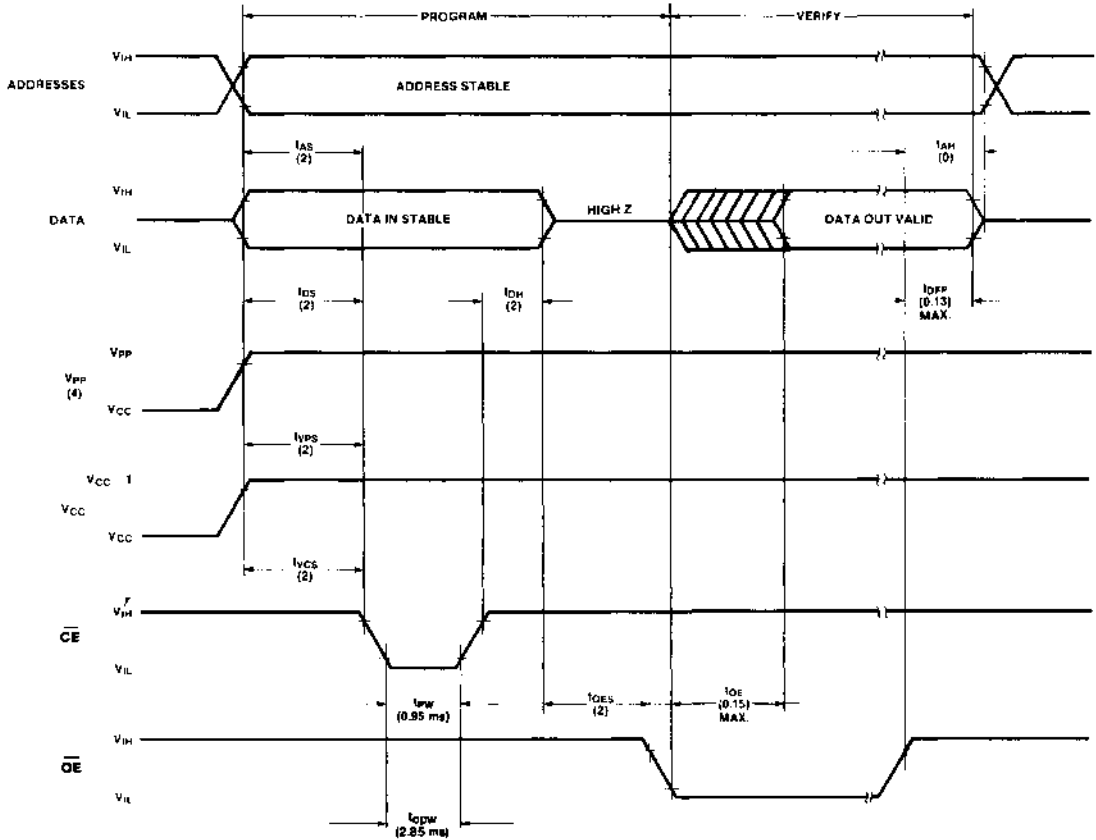 PROGRAM
VERIFY
ADDRESSES
VIH
VIL
ADDRESS STABLE
tAS
(2)
tAH
(0)
DATA
VIH
VIL
DATA IN STABLE
HIGH Z
DATA OUT VALID
tDS
(2)
tDH
(2)
tDFP
(0.13)
MAX.
VPP
(4)
VPP
VCC
tVPS
(2)
VCC 1
VCC
VCC
tVCS
(2)
CE
VIH
VIL
tPW
(0.95 ms)
tOES
(2)
tOE
(0.15)
MAX.
OE
VIH
VIL
tOPW
(2.85 ms)